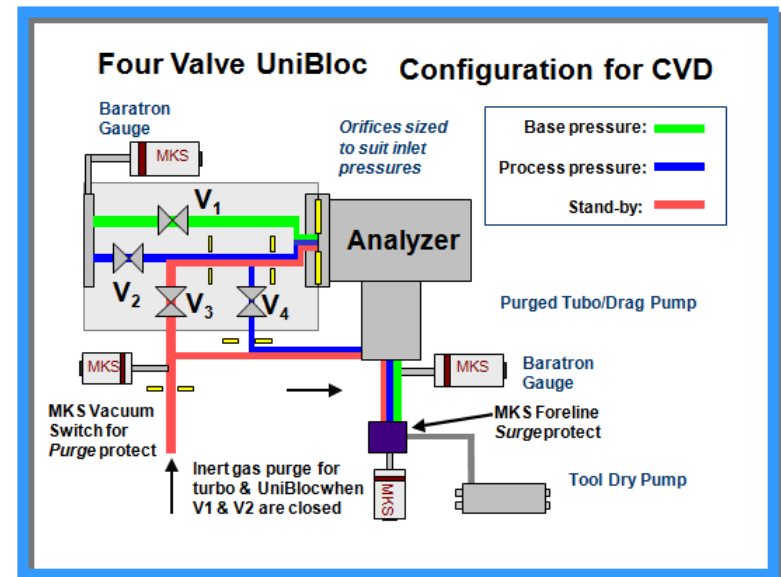 Four Valve UniBloc Configuration for CVD
Baratron
Gauge
MKS
Orifices sized
to suit inlet
pressures
Base pressure:
Process pressure:
Stand-by:
V1
Analyzer
V2
V3
V4
Purged Tubo/Drag Pump
MKS
MKS
Baratron
Gauge
MKS Vacuum
Switch for
Purge protect
MKS Foreline
Surgeprotect
Inert gas purge for
turbo & UniBlocwhen
V1 & V2 are closed
MKS
Tool Dry Pump